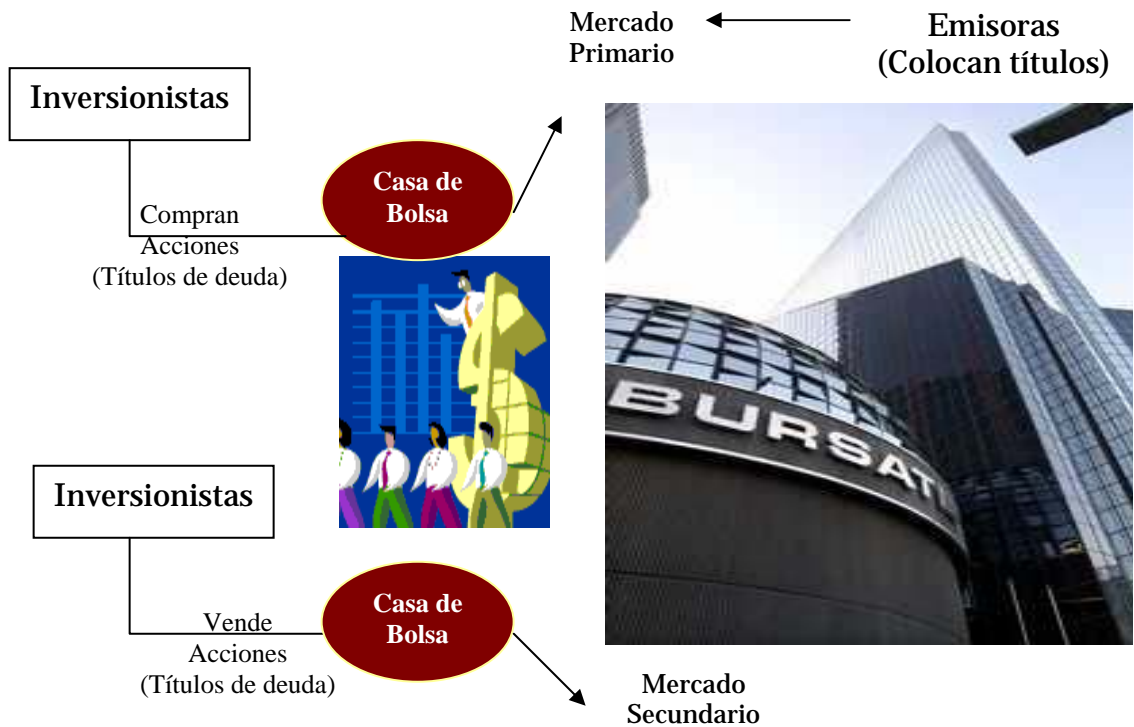 Mercado
Primario
Emisoras
(Colocan títulos)
Inversionistas
Casa de
Bolsa
Compran
Acciones
(Títulos de deuda)
BURSATI
Inversionistas
Casa de
Bolsa
Vende
Acciones
(Títulos de deuda)
Mercado
Secundario